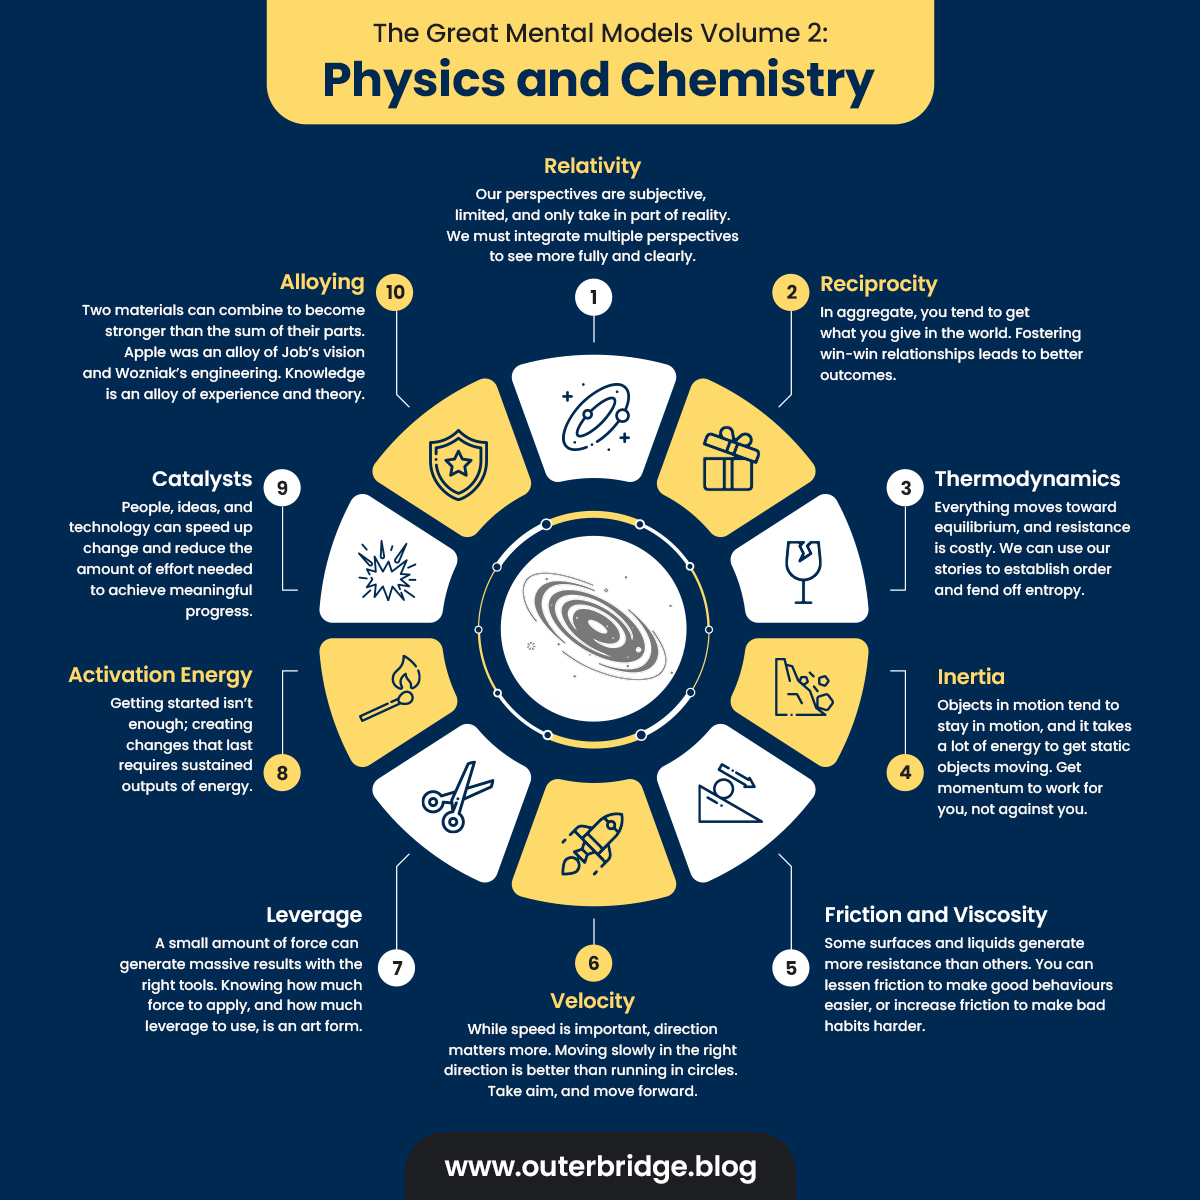 The Great Mental Models Volume 2:
Physics and Chemistry
Relativity
Our perspectives are subjective,
limited, and only take in part of reality.
We must integrate multiple perspectives
to see more fully and clearly.
1
2
Reciprocity
In aggregate, you tend to get
what you give in the world. Fostering
win-win relationships leads to better
outcomes.
3
Thermodynamics
Everything moves toward
equilibrium, and resistance
is costly. We can use our
stories to establish order
and fend off entropy.
4
Inertia
Objects in motion tend to
stay in motion, and it takes
a lot of energy to get static
objects moving. Get
momentum to work for
you, not against you.
5
Friction and Viscosity
Some surfaces and liquids generate
more resistance than others. You can
lessen friction to make good behaviours
easier, or increase friction to make bad
habits harder.
6
Velocity
While speed is important, direction
matters more. Moving slowly in the right
direction is better than running in circles.
Take aim, and move forward.
7
Leverage
A small amount of force can
generate massive results with the
right tools. Knowing how much
force to apply, and how much
leverage to use, is an art form.
8
Activation Energy
Getting started isn't
enough; creating
changes that last
requires sustained
outputs of energy.
9
Catalysts
People, ideas, and
technology can speed up
change and reduce the
amount of effort needed
to achieve meaningful
progress.
10
Alloying
Two materials can combine to become
stronger than the sum of their parts.
Apple was an alloy of Job's vision
and Wozniak's engineering. Knowledge
is an alloy of experience and theory.
www.outerbridge.blog